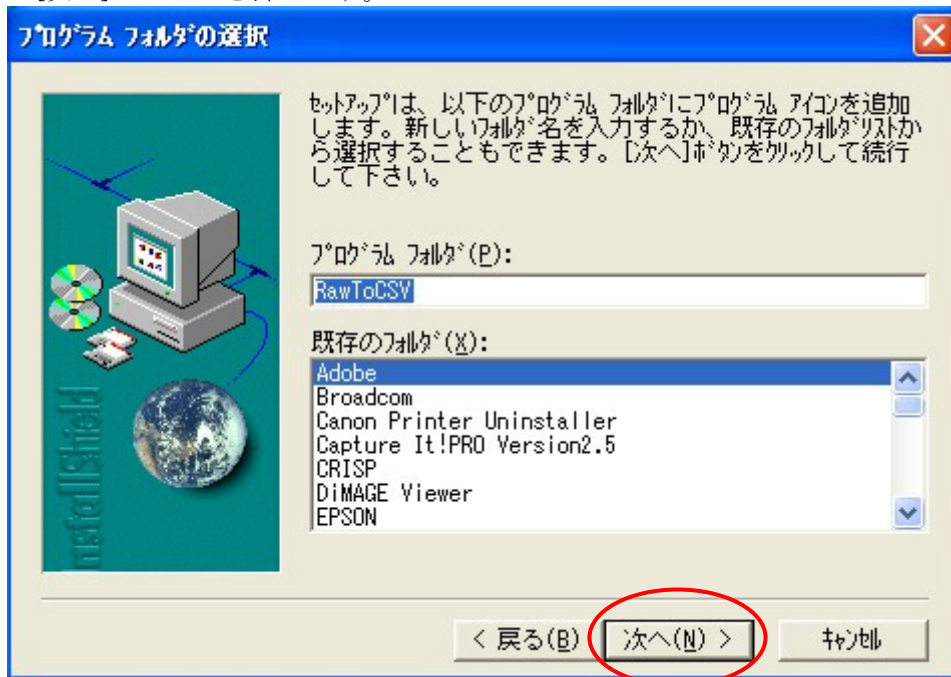 ﾌﾟﾛｸﾞﾗﾑ ﾌｫﾙﾀﾞの選択
ｾｯﾄｱｯﾌﾟは、以下のﾌﾟﾛｸﾞﾗﾑ ﾌｫﾙﾀﾞにﾌﾟﾛｸﾞﾗﾑ ｱｲｺﾝを追加
します。新しいﾌｫﾙﾀﾞ名を入力するか、既存のﾌｫﾙﾀﾞﾘｽﾄか
ら選択することもできます。[次へ]ﾎﾞﾀﾝをｸﾘｯｸして続行
して下さい。
ﾌﾟﾛｸﾞﾗﾑ ﾌｫﾙﾀﾞ(P):
RawToCSV
既存のﾌｫﾙﾀﾞ(X):
Adobe
Broadcom
Canon Printer Uninstaller
Capture It!PRO Version2.5
CRISP
DiMAGE Viewer
EPSON
InstallShield
< 戻る(B)
次へ(N) >
ｷｬﾝｾﾙ